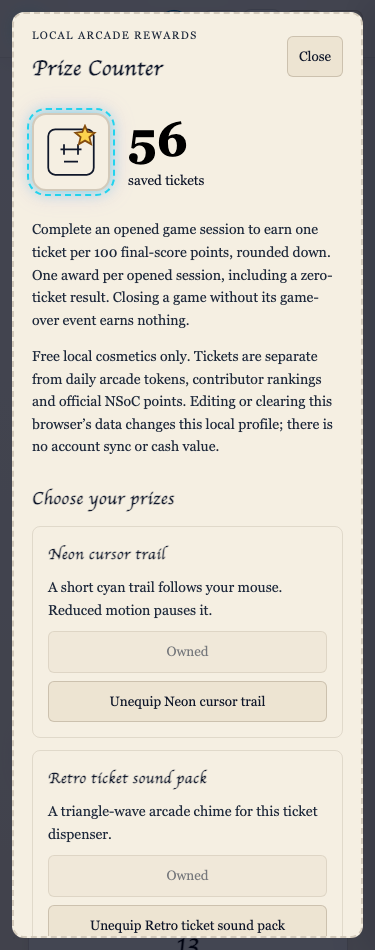 LOCAL ARCADE REWARDS
Prize Counter
Close
56
saved tickets
Complete an opened game session to earn one
ticket per 100 final-score points, rounded down.
One award per opened session, including a zero-
ticket result. Closing a game without its game-
over event earns nothing.
Free local cosmetics only. Tickets are separate
from daily arcade tokens, contributor rankings
and official NSoC points. Editing or clearing this
browser’s data changes this local profile; there is
no account sync or cash value.
Choose your prizes
Neon cursor trail
A short cyan trail follows your mouse.
Reduced motion pauses it.
Owned
Unequip Neon cursor trail
Retro ticket sound pack
A triangle-wave arcade chime for this ticket
dispenser.
Owned
Unequip Retro ticket sound pack
13